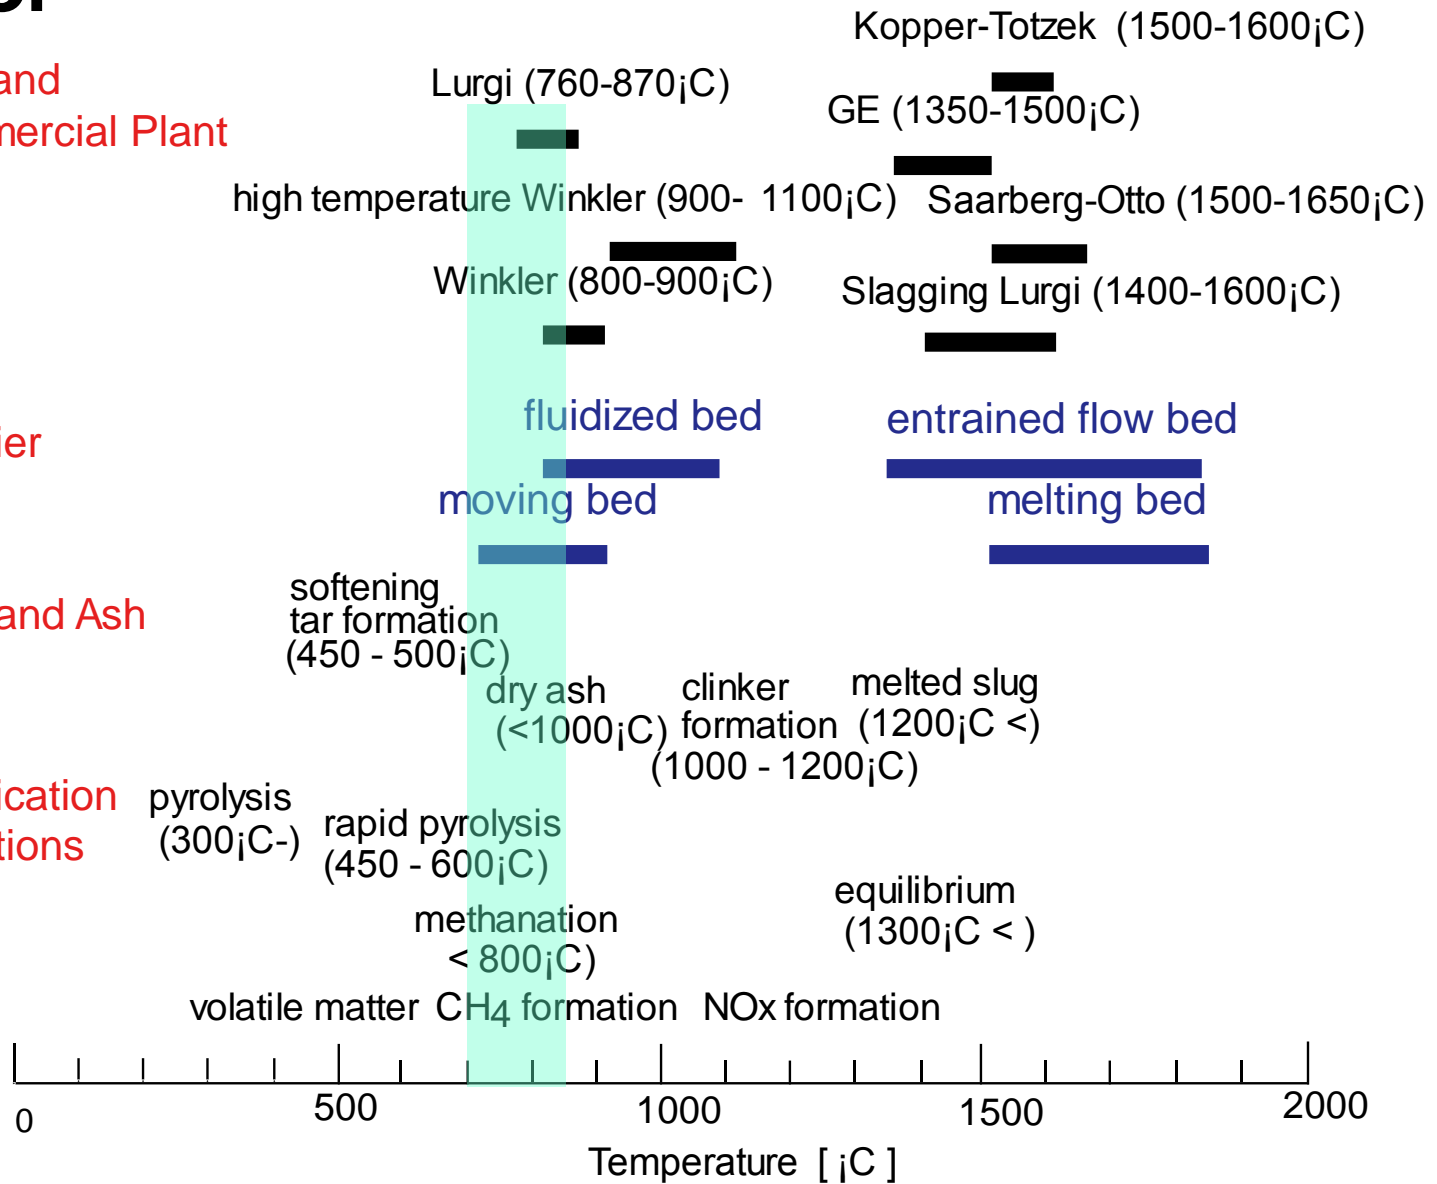 Kopper-Totzek (1500-1600¡C)
and
Lurgi (760-870¡C)
GE (1350-1500¡C)
mercial Plant
high temperature Winkler (900- 1100¡C)
Saarberg-Otto (1500-1650¡C)
Winkler (800-900¡C)
Slagging Lurgi (1400-1600¡C)
fluidized bed
entrained flow bed
ier
moving bed
melting bed
softening
tar formation
(450 - 500¡C)
and Ash
dry ash
(<1000¡C)
clinker
formation
(1000 - 1200¡C)
melted slug
(1200¡C <)
ication
tions
pyrolysis
(300¡C-)
rapid pyrolysis
(450 - 600¡C)
equilibrium
(1300¡C < )
methanation
< 800¡C)
volatile matter CH4 formation NOx formation
0 500 1000 1500 2000
Temperature [ ¡C ]